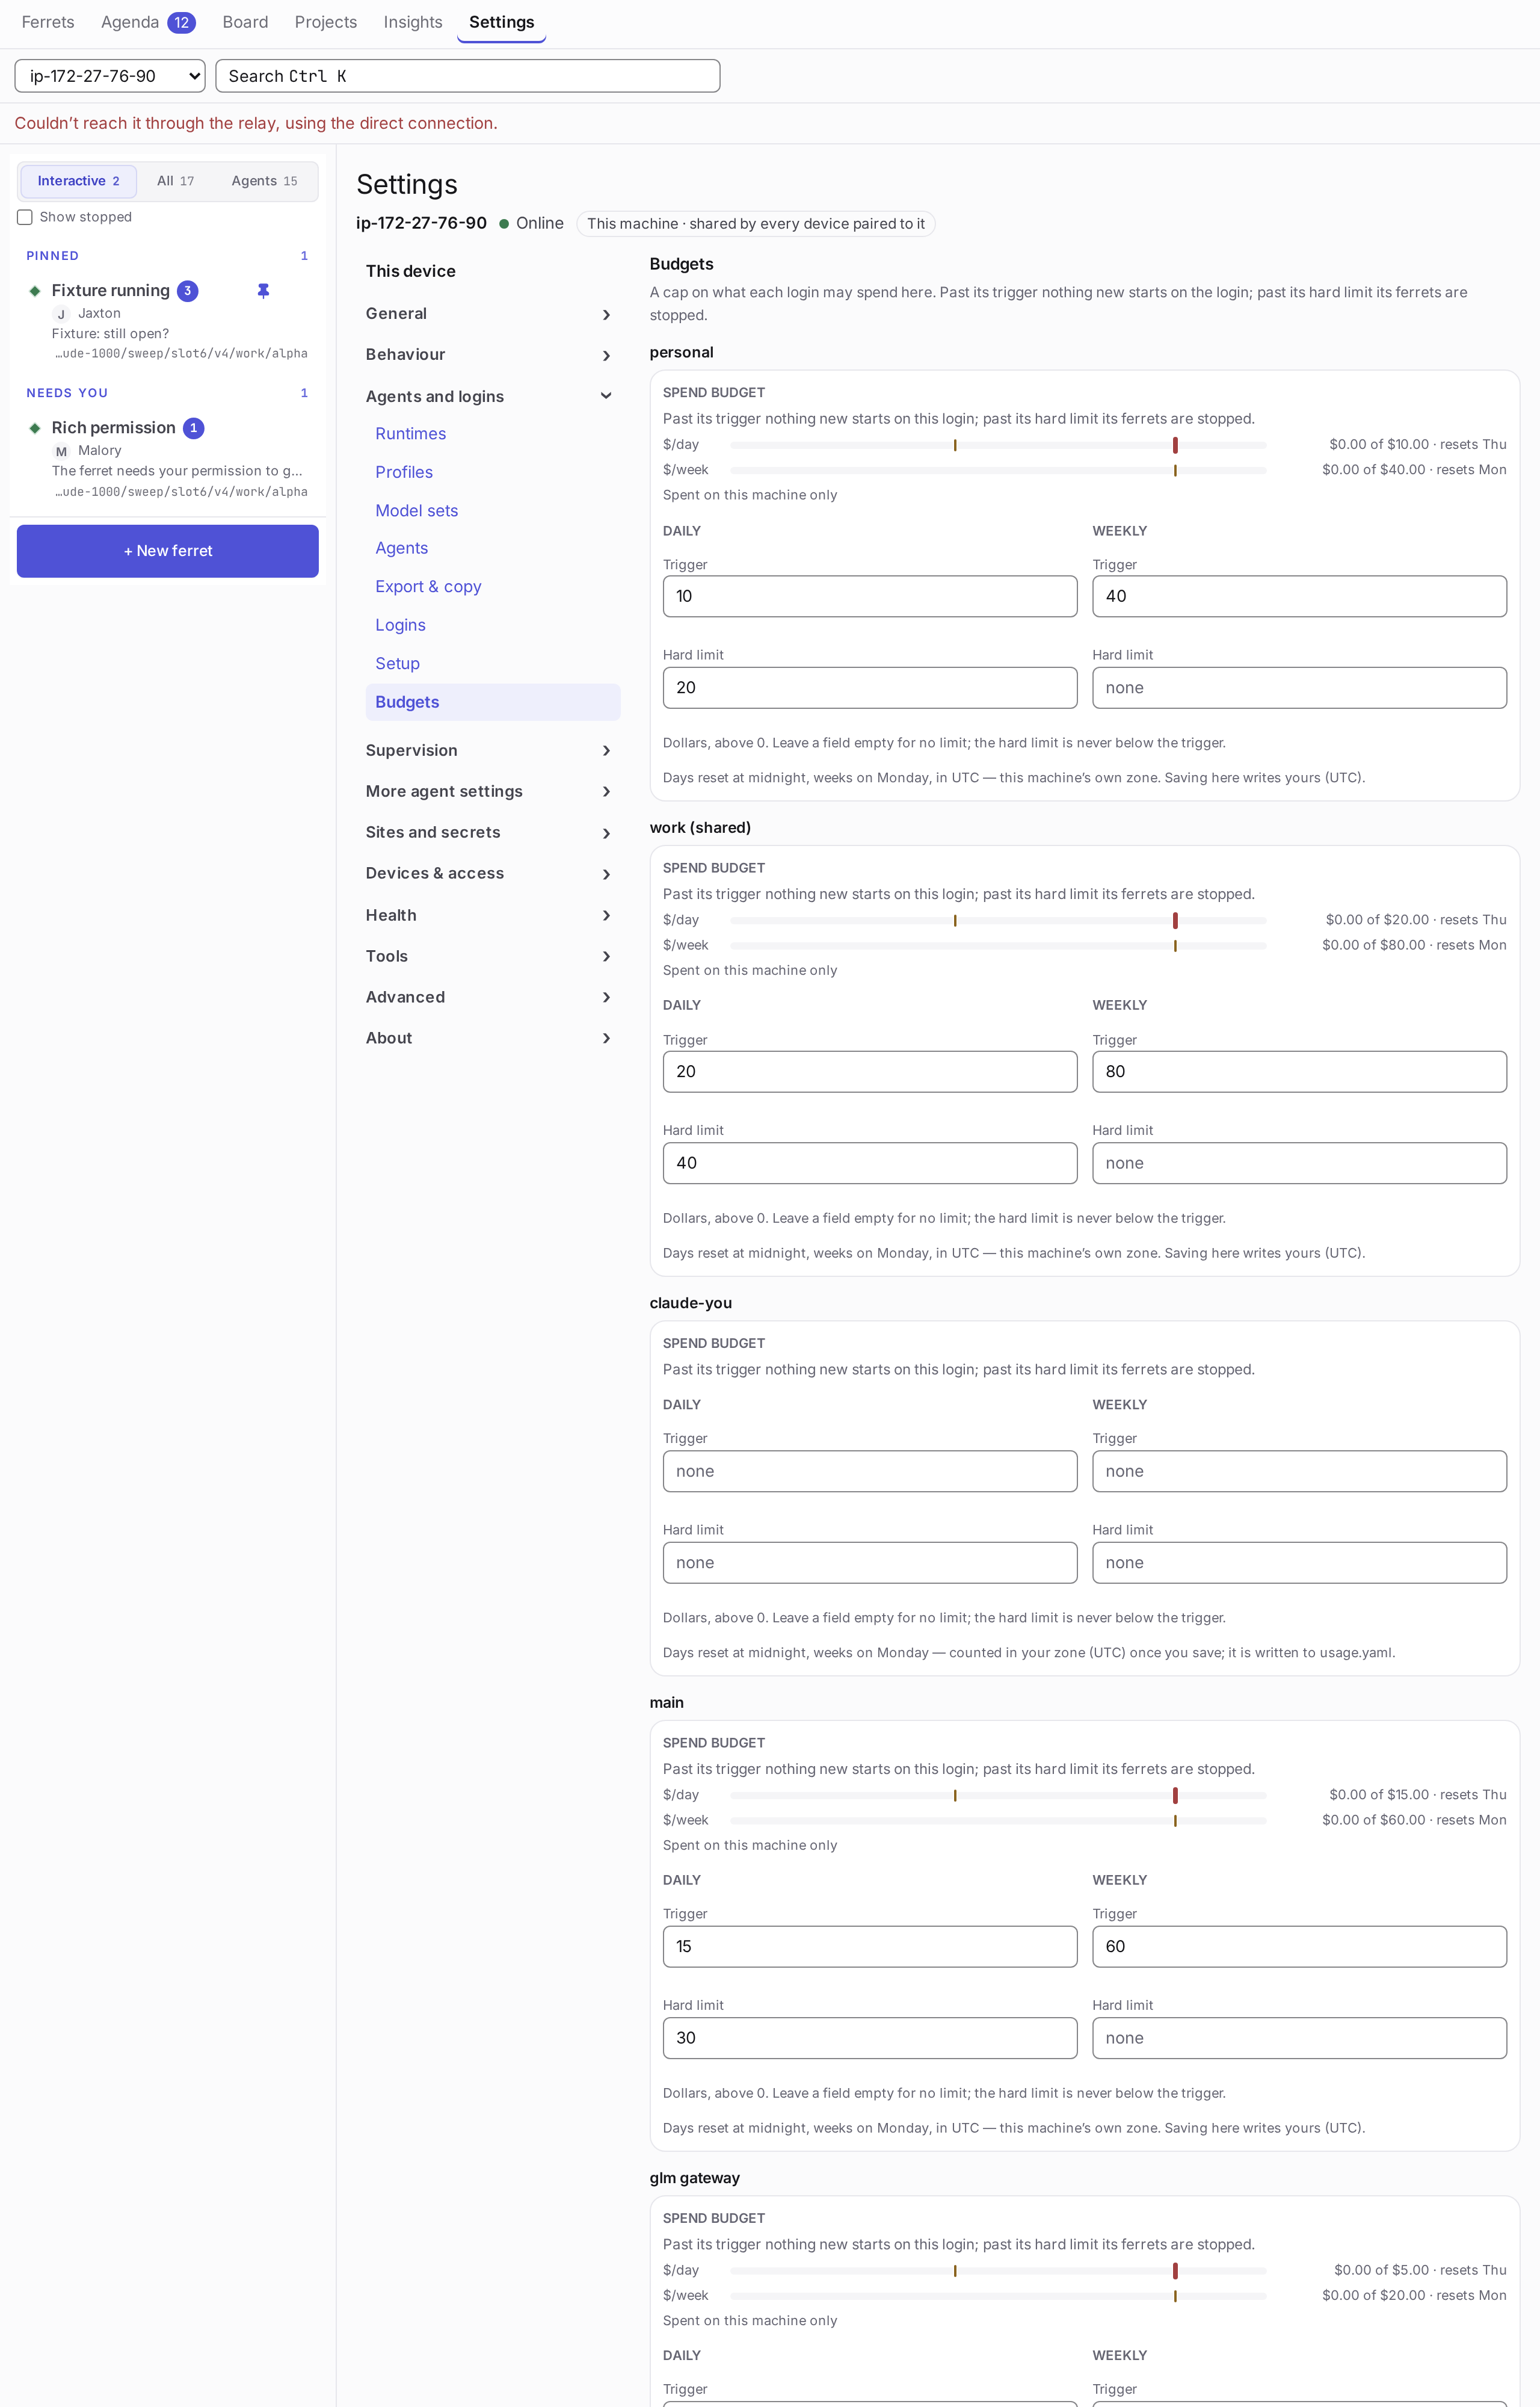 Ferrets Agenda 12 Board Projects Insights Settings
ip-172-27-76-90 Search Ctrl K
Couldn’t reach it through the relay, using the direct connection.
Interactive 2 All 17 Agents 15
Show stopped
PINNED 1
Fixture running 3
J Jaxton
Fixture: still open?
…ude-1000/sweep/slot6/v4/work/alpha
NEEDS YOU 1
Rich permission 1
M Malory
The ferret needs your permission to g…
…ude-1000/sweep/slot6/v4/work/alpha
+ New ferret
Settings
ip-172-27-76-90 Online This machine · shared by every device paired to it
This device
General
Behaviour
Agents and logins
Runtimes
Profiles
Model sets
Agents
Export & copy
Logins
Setup
Budgets
Supervision
More agent settings
Sites and secrets
Devices & access
Health
Tools
Advanced
About
Budgets
A cap on what each login may spend here. Past its trigger nothing new starts on the login; past its hard limit its ferrets are
stopped.
personal
SPEND BUDGET
Past its trigger nothing new starts on this login; past its hard limit its ferrets are stopped.
$/day $0.00 of $10.00 · resets Thu
$/week $0.00 of $40.00 · resets Mon
Spent on this machine only
DAILY WEEKLY
Trigger Trigger
10 40
Hard limit Hard limit
20 none
Dollars, above 0. Leave a field empty for no limit; the hard limit is never below the trigger.
Days reset at midnight, weeks on Monday, in UTC — this machine’s own zone. Saving here writes yours (UTC).
work (shared)
SPEND BUDGET
Past its trigger nothing new starts on this login; past its hard limit its ferrets are stopped.
$/day $0.00 of $20.00 · resets Thu
$/week $0.00 of $80.00 · resets Mon
Spent on this machine only
DAILY WEEKLY
Trigger Trigger
20 80
Hard limit Hard limit
40 none
Dollars, above 0. Leave a field empty for no limit; the hard limit is never below the trigger.
Days reset at midnight, weeks on Monday, in UTC — this machine’s own zone. Saving here writes yours (UTC).
claude-you
SPEND BUDGET
Past its trigger nothing new starts on this login; past its hard limit its ferrets are stopped.
DAILY WEEKLY
Trigger Trigger
none none
Hard limit Hard limit
none none
Dollars, above 0. Leave a field empty for no limit; the hard limit is never below the trigger.
Days reset at midnight, weeks on Monday — counted in your zone (UTC) once you save; it is written to usage.yaml.
main
SPEND BUDGET
Past its trigger nothing new starts on this login; past its hard limit its ferrets are stopped.
$/day $0.00 of $15.00 · resets Thu
$/week $0.00 of $60.00 · resets Mon
Spent on this machine only
DAILY WEEKLY
Trigger Trigger
15 60
Hard limit Hard limit
30 none
Dollars, above 0. Leave a field empty for no limit; the hard limit is never below the trigger.
Days reset at midnight, weeks on Monday, in UTC — this machine’s own zone. Saving here writes yours (UTC).
glm gateway
SPEND BUDGET
Past its trigger nothing new starts on this login; past its hard limit its ferrets are stopped.
$/day $0.00 of $5.00 · resets Thu
$/week $0.00 of $20.00 · resets Mon
Spent on this machine only
DAILY WEEKLY
Trigger Trigger